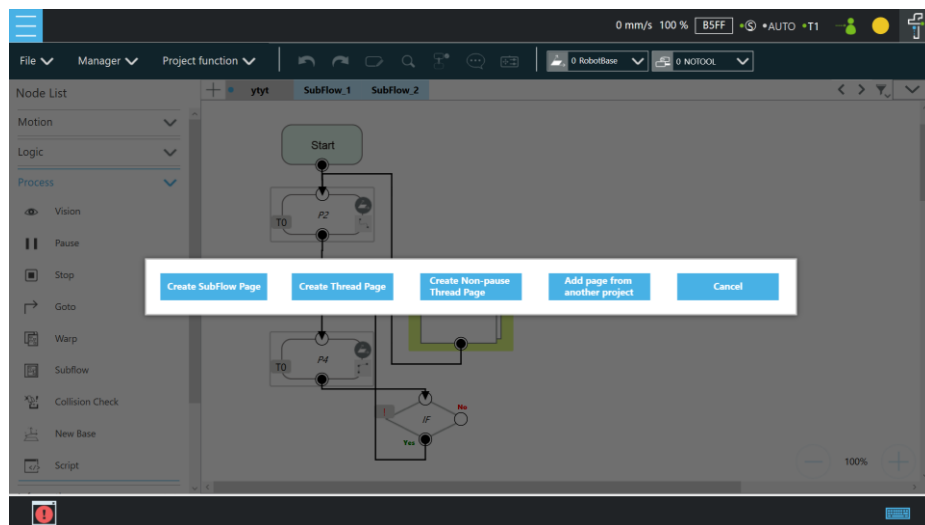 0 mm/s 100 % B5FF Ⓢ AUTO T1
File Manager Project function 0 RobotBase 0 NOTOOL
Node List
ytyt SubFlow_1 SubFlow_2
Motion
Logic
Process
Vision
Pause
Stop
Goto
Warp
Subflow
Collision Check
New Base
Script
Start
T0 P2
Create SubFlow Page
Create Thread Page
Create Non-pause
Thread Page
Add page from
another project
Cancel
T0 P4
IF
No
Yes
100%